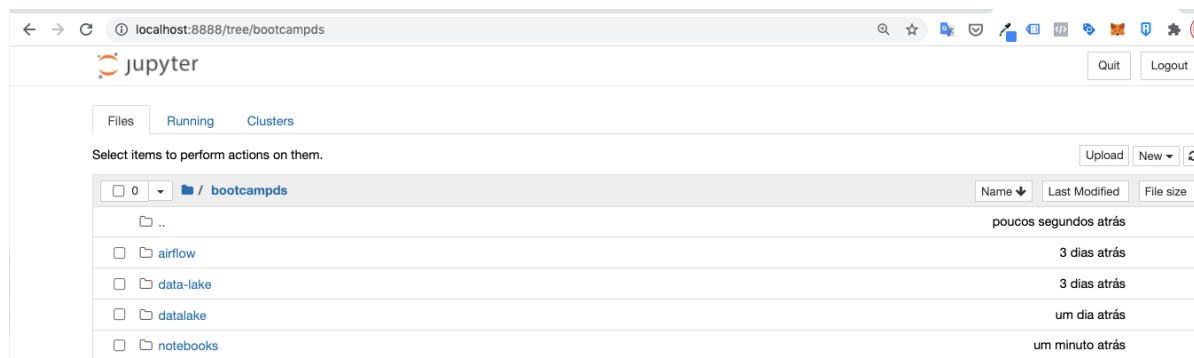 localhost:8888/tree/bootcampds
jupyter
Quit Logout
Files Running Clusters
Select items to perform actions on them.
Upload New
0 / bootcampds
Name Last Modified File size
.. poucos segundos atrás
airflow 3 dias atrás
data-lake 3 dias atrás
datalake um dia atrás
notebooks um minuto atrás